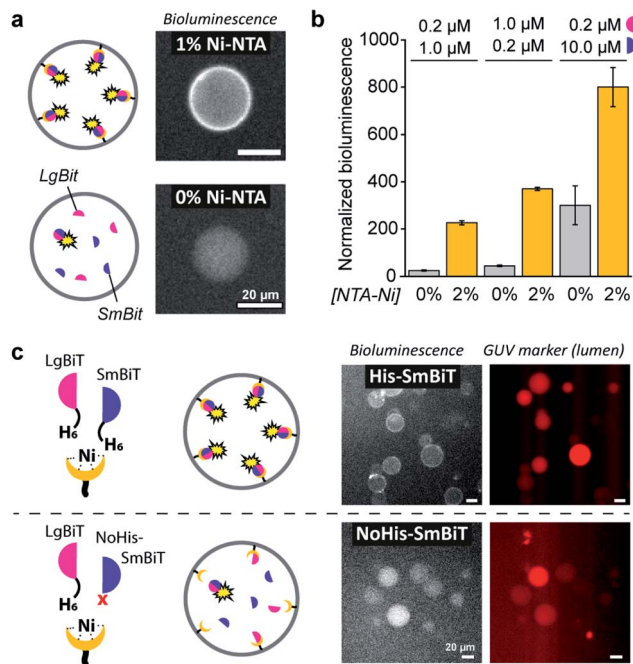 a
Bioluminescence
1% Ni-NTA
LgBit
0% Ni-NTA
SmBit
20 µm
b
0.2 µM 1.0 µM 0.2 µM
1.0 µM 0.2 µM 10.0 µM
Normalized bioluminescence
1000
800
600
400
200
0
[NTA-Ni] 0% 2% 0% 2% 0% 2%
c
Bioluminescence GUV marker (lumen)
LgBiT
SmBiT
His-SmBiT
H6
H6
Ni
LgBiT
NoHis-
SmBiT
NoHis-SmBiT
H6
x
Ni
20 µm